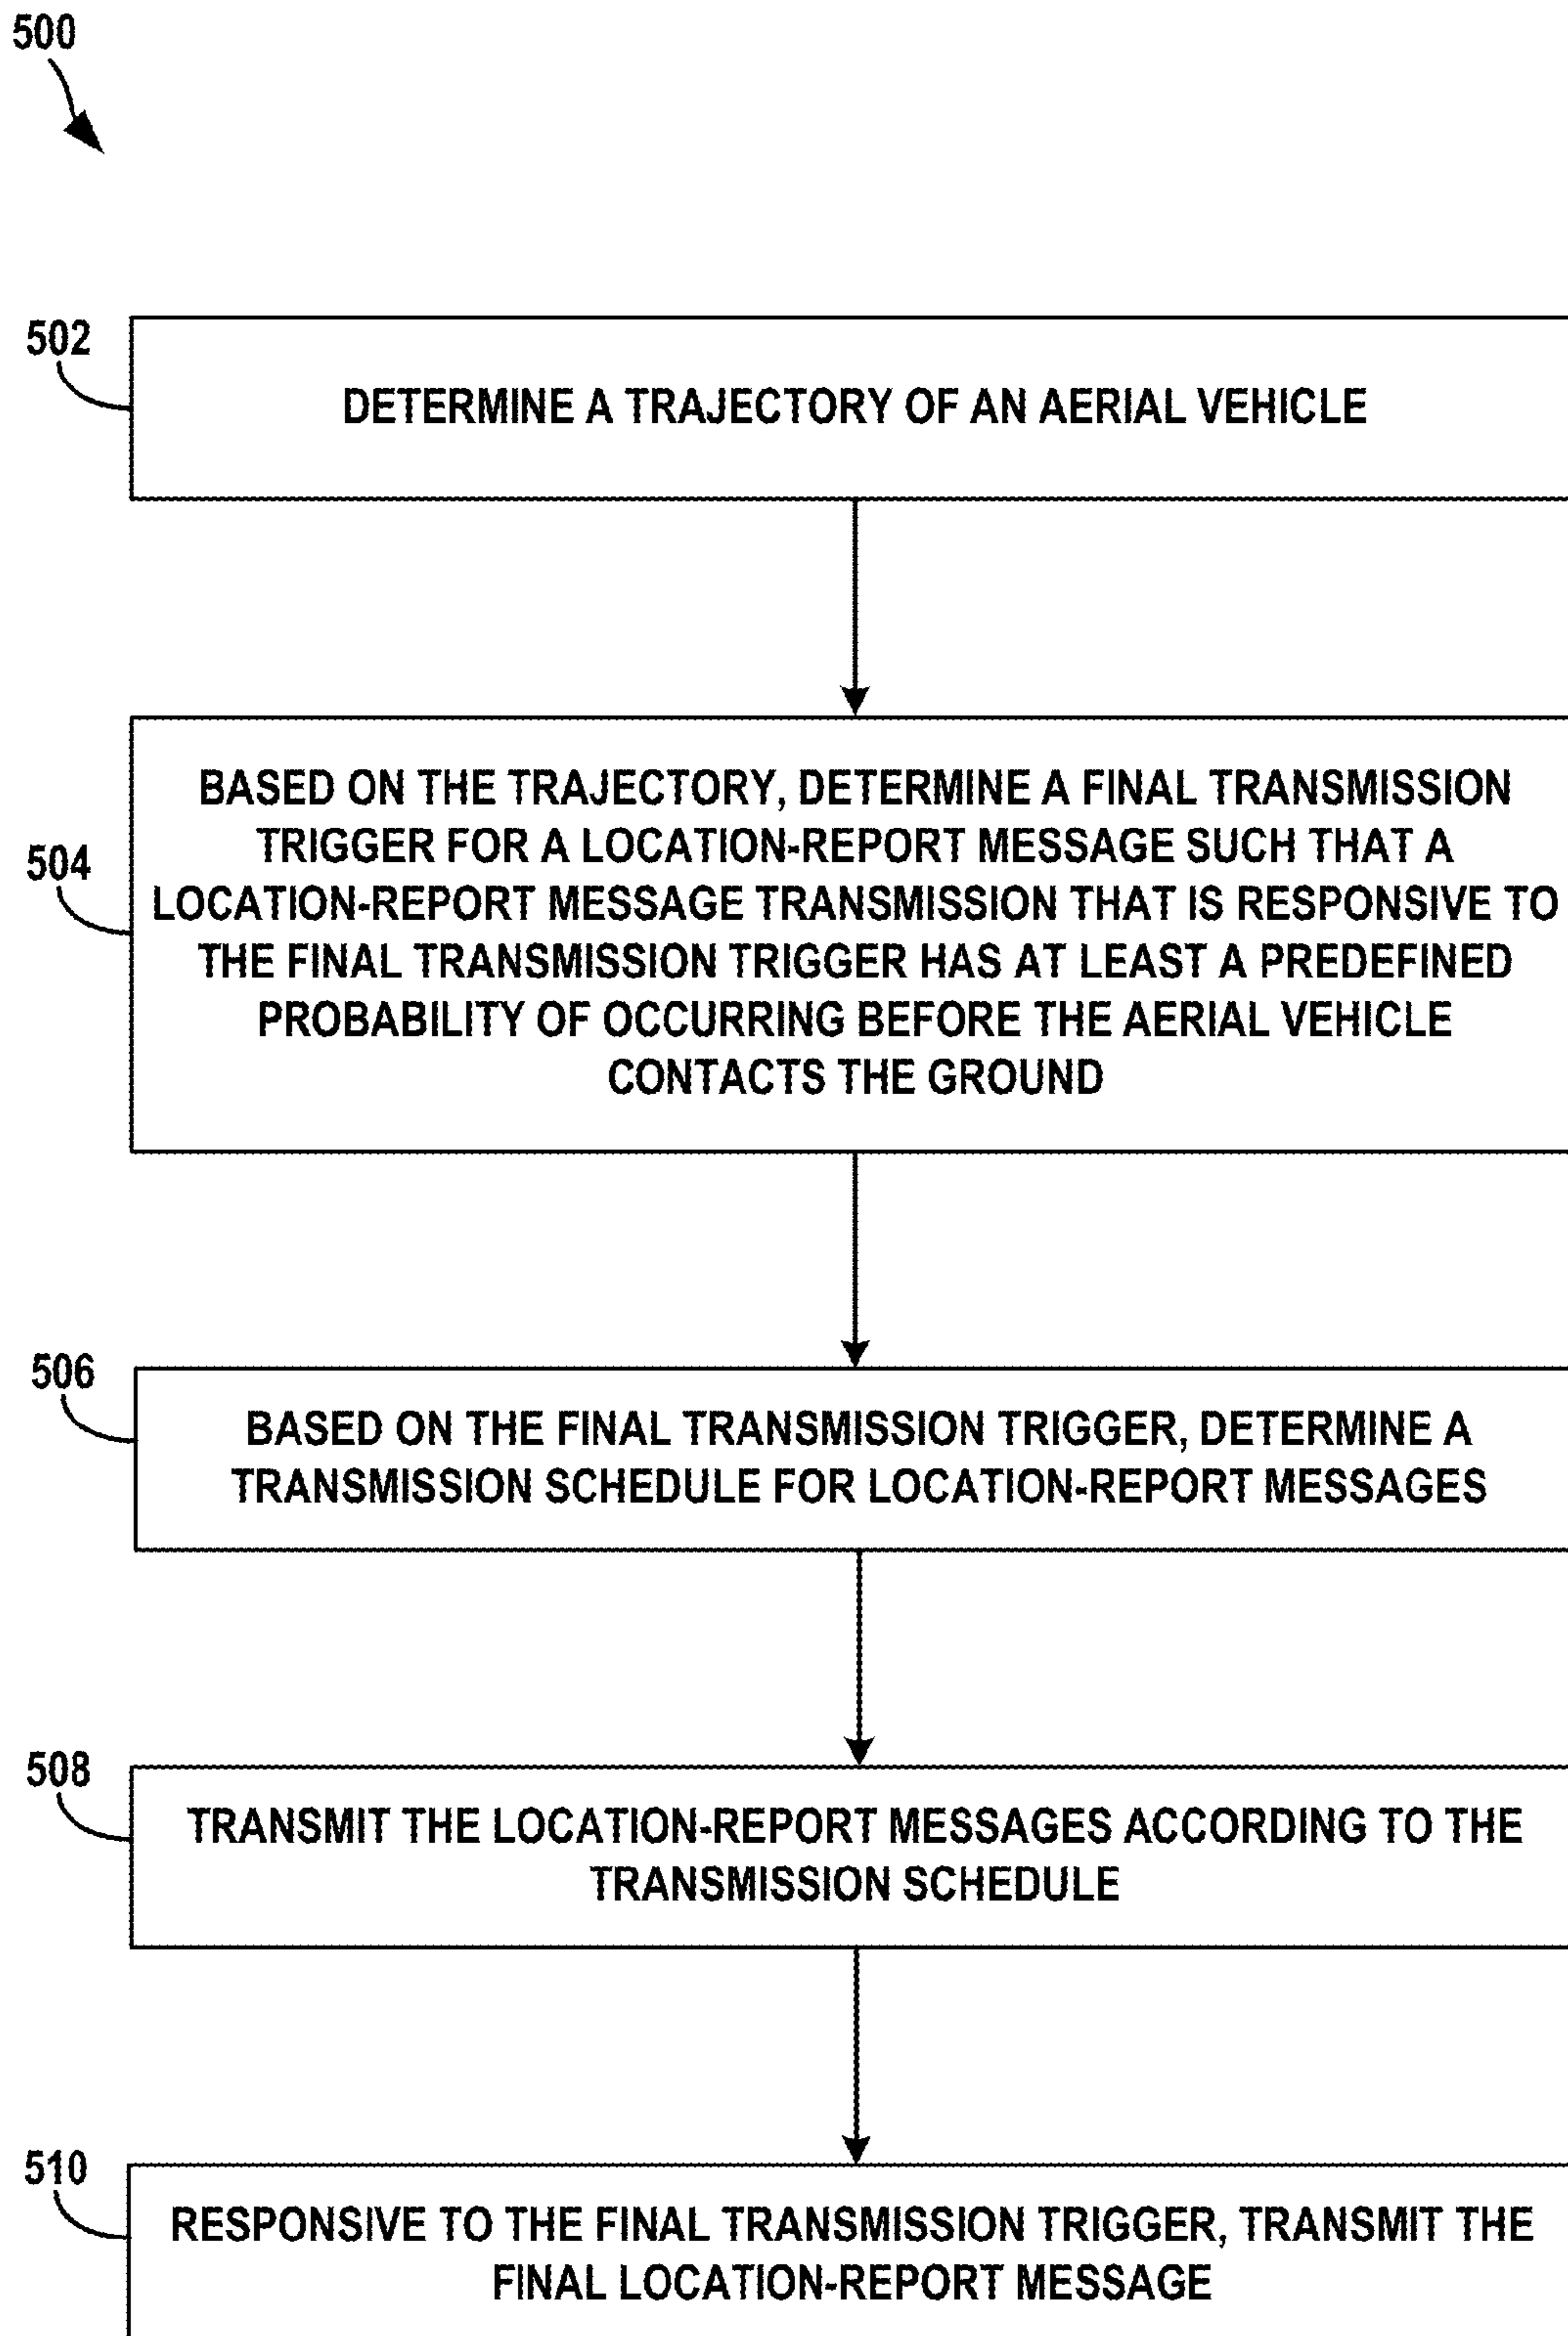 500
502
DETERMINE A TRAJECTORY OF AN AERIAL VEHICLE
504
BASED ON THE TRAJECTORY, DETERMINE A FINAL TRANSMISSION
TRIGGER FOR A LOCATION-REPORT MESSAGE SUCH THAT A
LOCATION-REPORT MESSAGE TRANSMISSION THAT IS RESPONSIVE TO
THE FINAL TRANSMISSION TRIGGER HAS AT LEAST A PREDEFINED
PROBABILITY OF OCCURRING BEFORE THE AERIAL VEHICLE
CONTACTS THE GROUND
506
BASED ON THE FINAL TRANSMISSION TRIGGER, DETERMINE A
TRANSMISSION SCHEDULE FOR LOCATION-REPORT MESSAGES
508
TRANSMIT THE LOCATION-REPORT MESSAGES ACCORDING TO THE
TRANSMISSION SCHEDULE
510
RESPONSIVE TO THE FINAL TRANSMISSION TRIGGER, TRANSMIT THE
FINAL LOCATION-REPORT MESSAGE